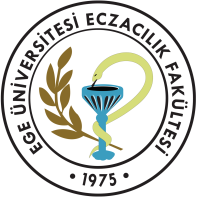 EGE ÜNİVERSİTESİ ECZACILIK FAKÜLTESİ
• 1975 •